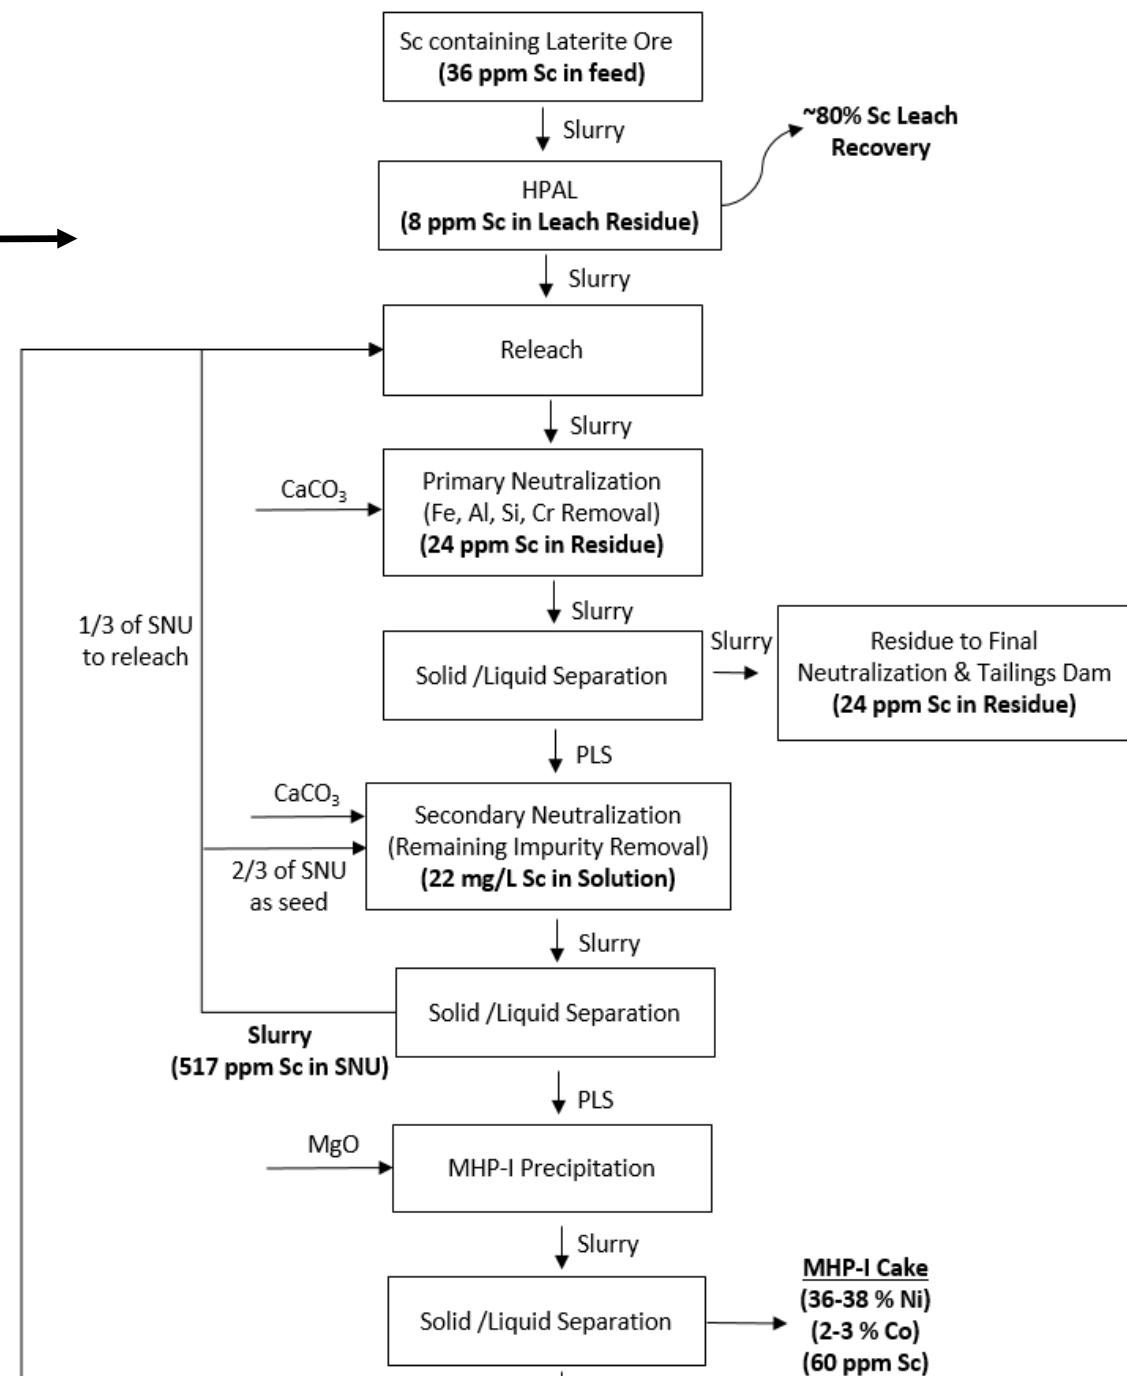 Sc containing Laterite Ore
(36 ppm Sc in feed)
Slurry
~80% Sc Leach
Recovery
HPAL
(8 ppm Sc in Leach Residue)
Slurry
Releach
Slurry
CaCO₃
Primary Neutralization
(Fe, Al, Si, Cr Removal)
(24 ppm Sc in Residue)
Slurry
1/3 of SNU
to releach
Solid /Liquid Separation
Slurry
Residue to Final
Neutralization & Tailings Dam
(24 ppm Sc in Residue)
PLS
CaCO₃
Secondary Neutralization
(Remaining Impurity Removal)
(22 mg/L Sc in Solution)
2/3 of SNU
as seed
Slurry
Solid /Liquid Separation
Slurry
(517 ppm Sc in SNU)
PLS
MgO
MHP-I Precipitation
Slurry
Solid /Liquid Separation
MHP-I Cake
(36-38 % Ni)
(2-3 % Co)
(60 ppm Sc)